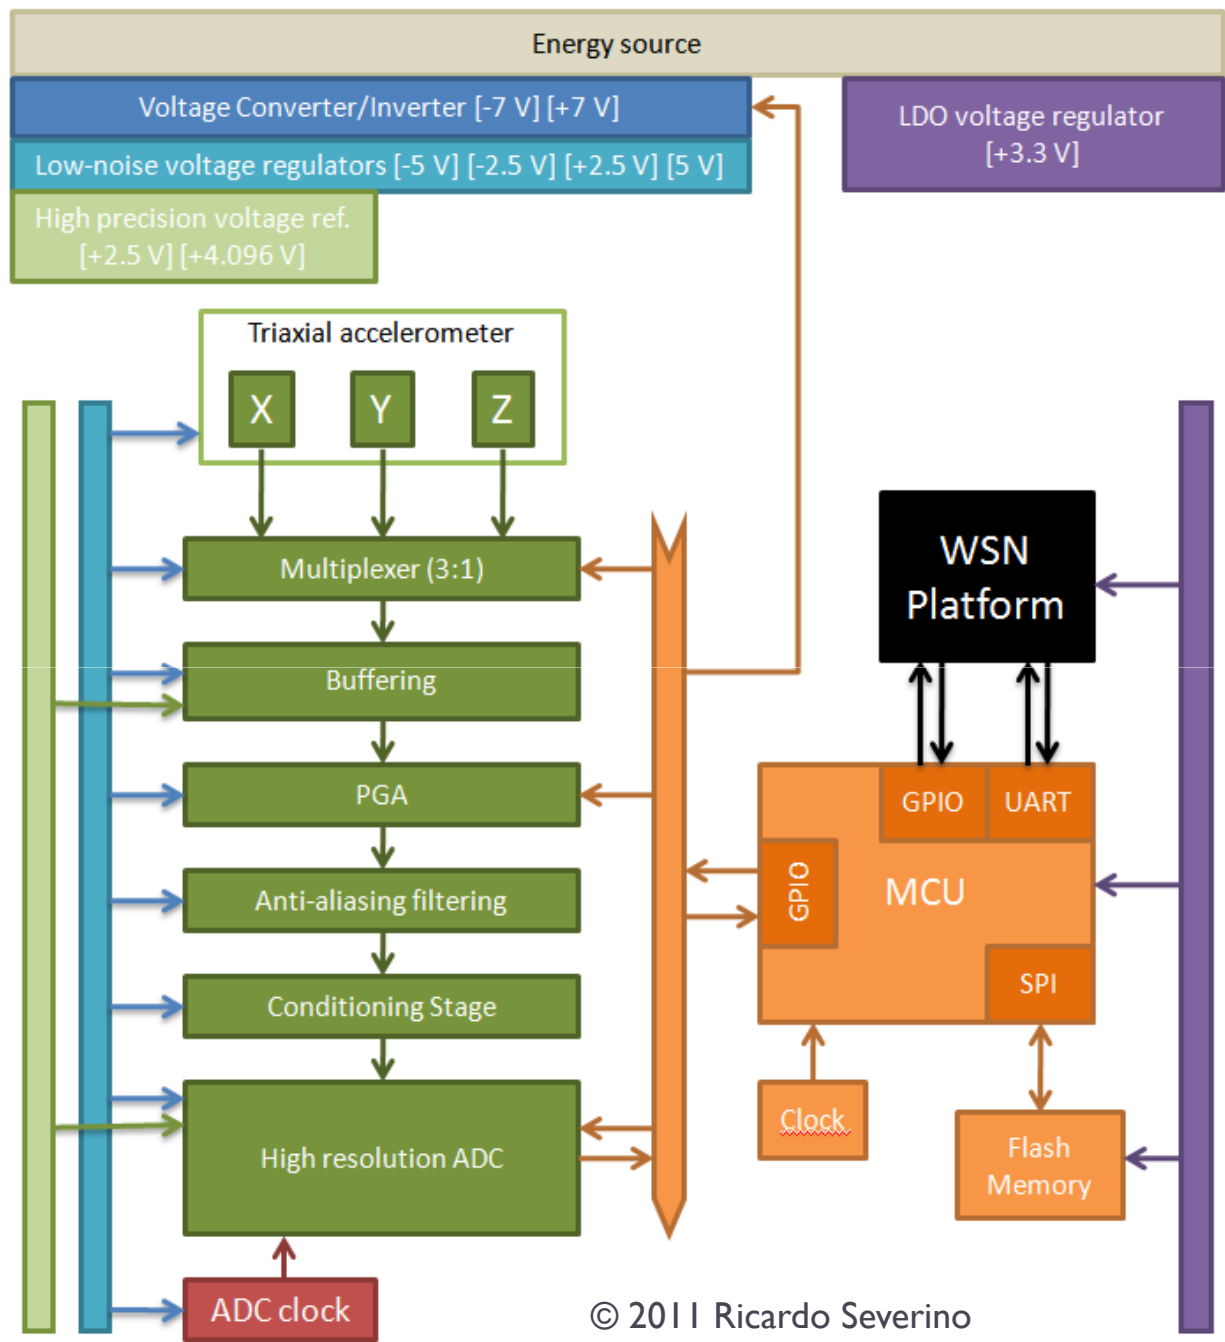 Energy source
Voltage Converter/Inverter [-7 V] [+7 V]
LDO voltage regulator
[+3.3 V]
Low-noise voltage regulators [-5 V] [-2.5 V] [+2.5 V] [5 V]
High precision voltage ref.
[+2.5 V] [+4.096 V]
Triaxial accelerometer
X Y Z
Multiplexer (3:1)
Buffering
PGA
Anti-aliasing filtering
Conditioning Stage
High resolution ADC
ADC clock
WSN
Platform
GPIO UART
GPIO
MCU
SPI
Clock
Flash
Memory
© 2011 Ricardo Severino